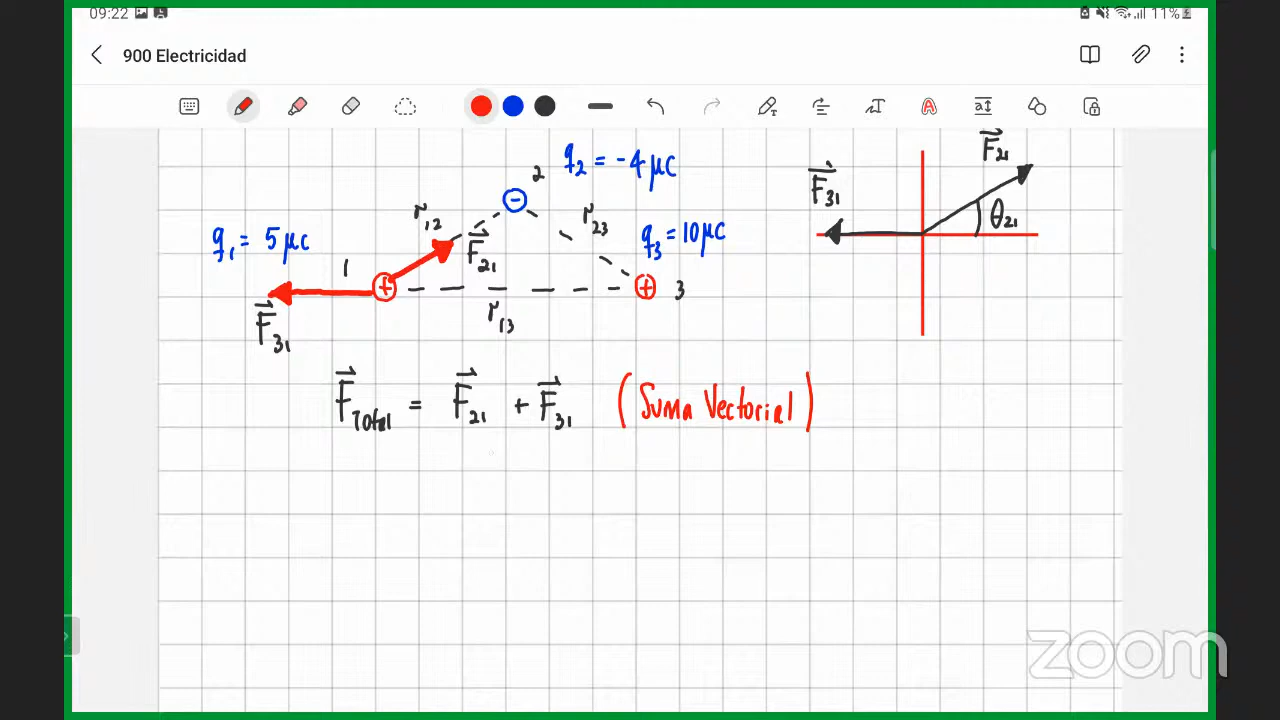 09:22
11%
900 Electricidad
q2 = -4 μc
2
F21
F31
r12
r23
θ21
q1 = 5 μc
F21
q3 = 10 μc
1
+
-
+
3
F31
r13
FTotal = F21 + F31 (Suma Vectorial)
zoom